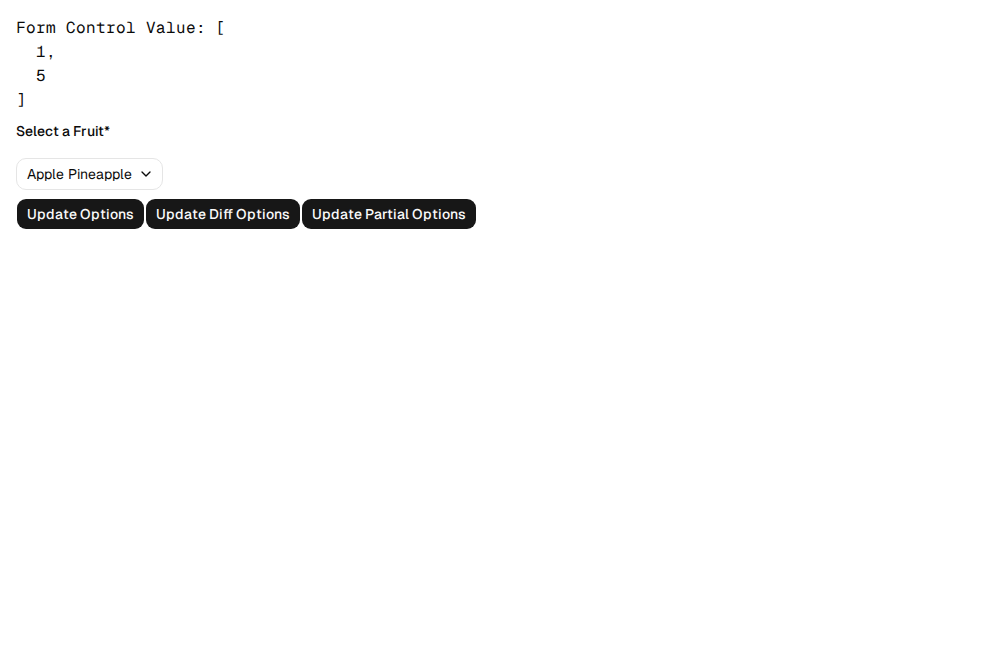 Form Control Value: [
  1,
  5
]
Select a Fruit*
Apple Pineapple
Update Options Update Diff Options Update Partial Options